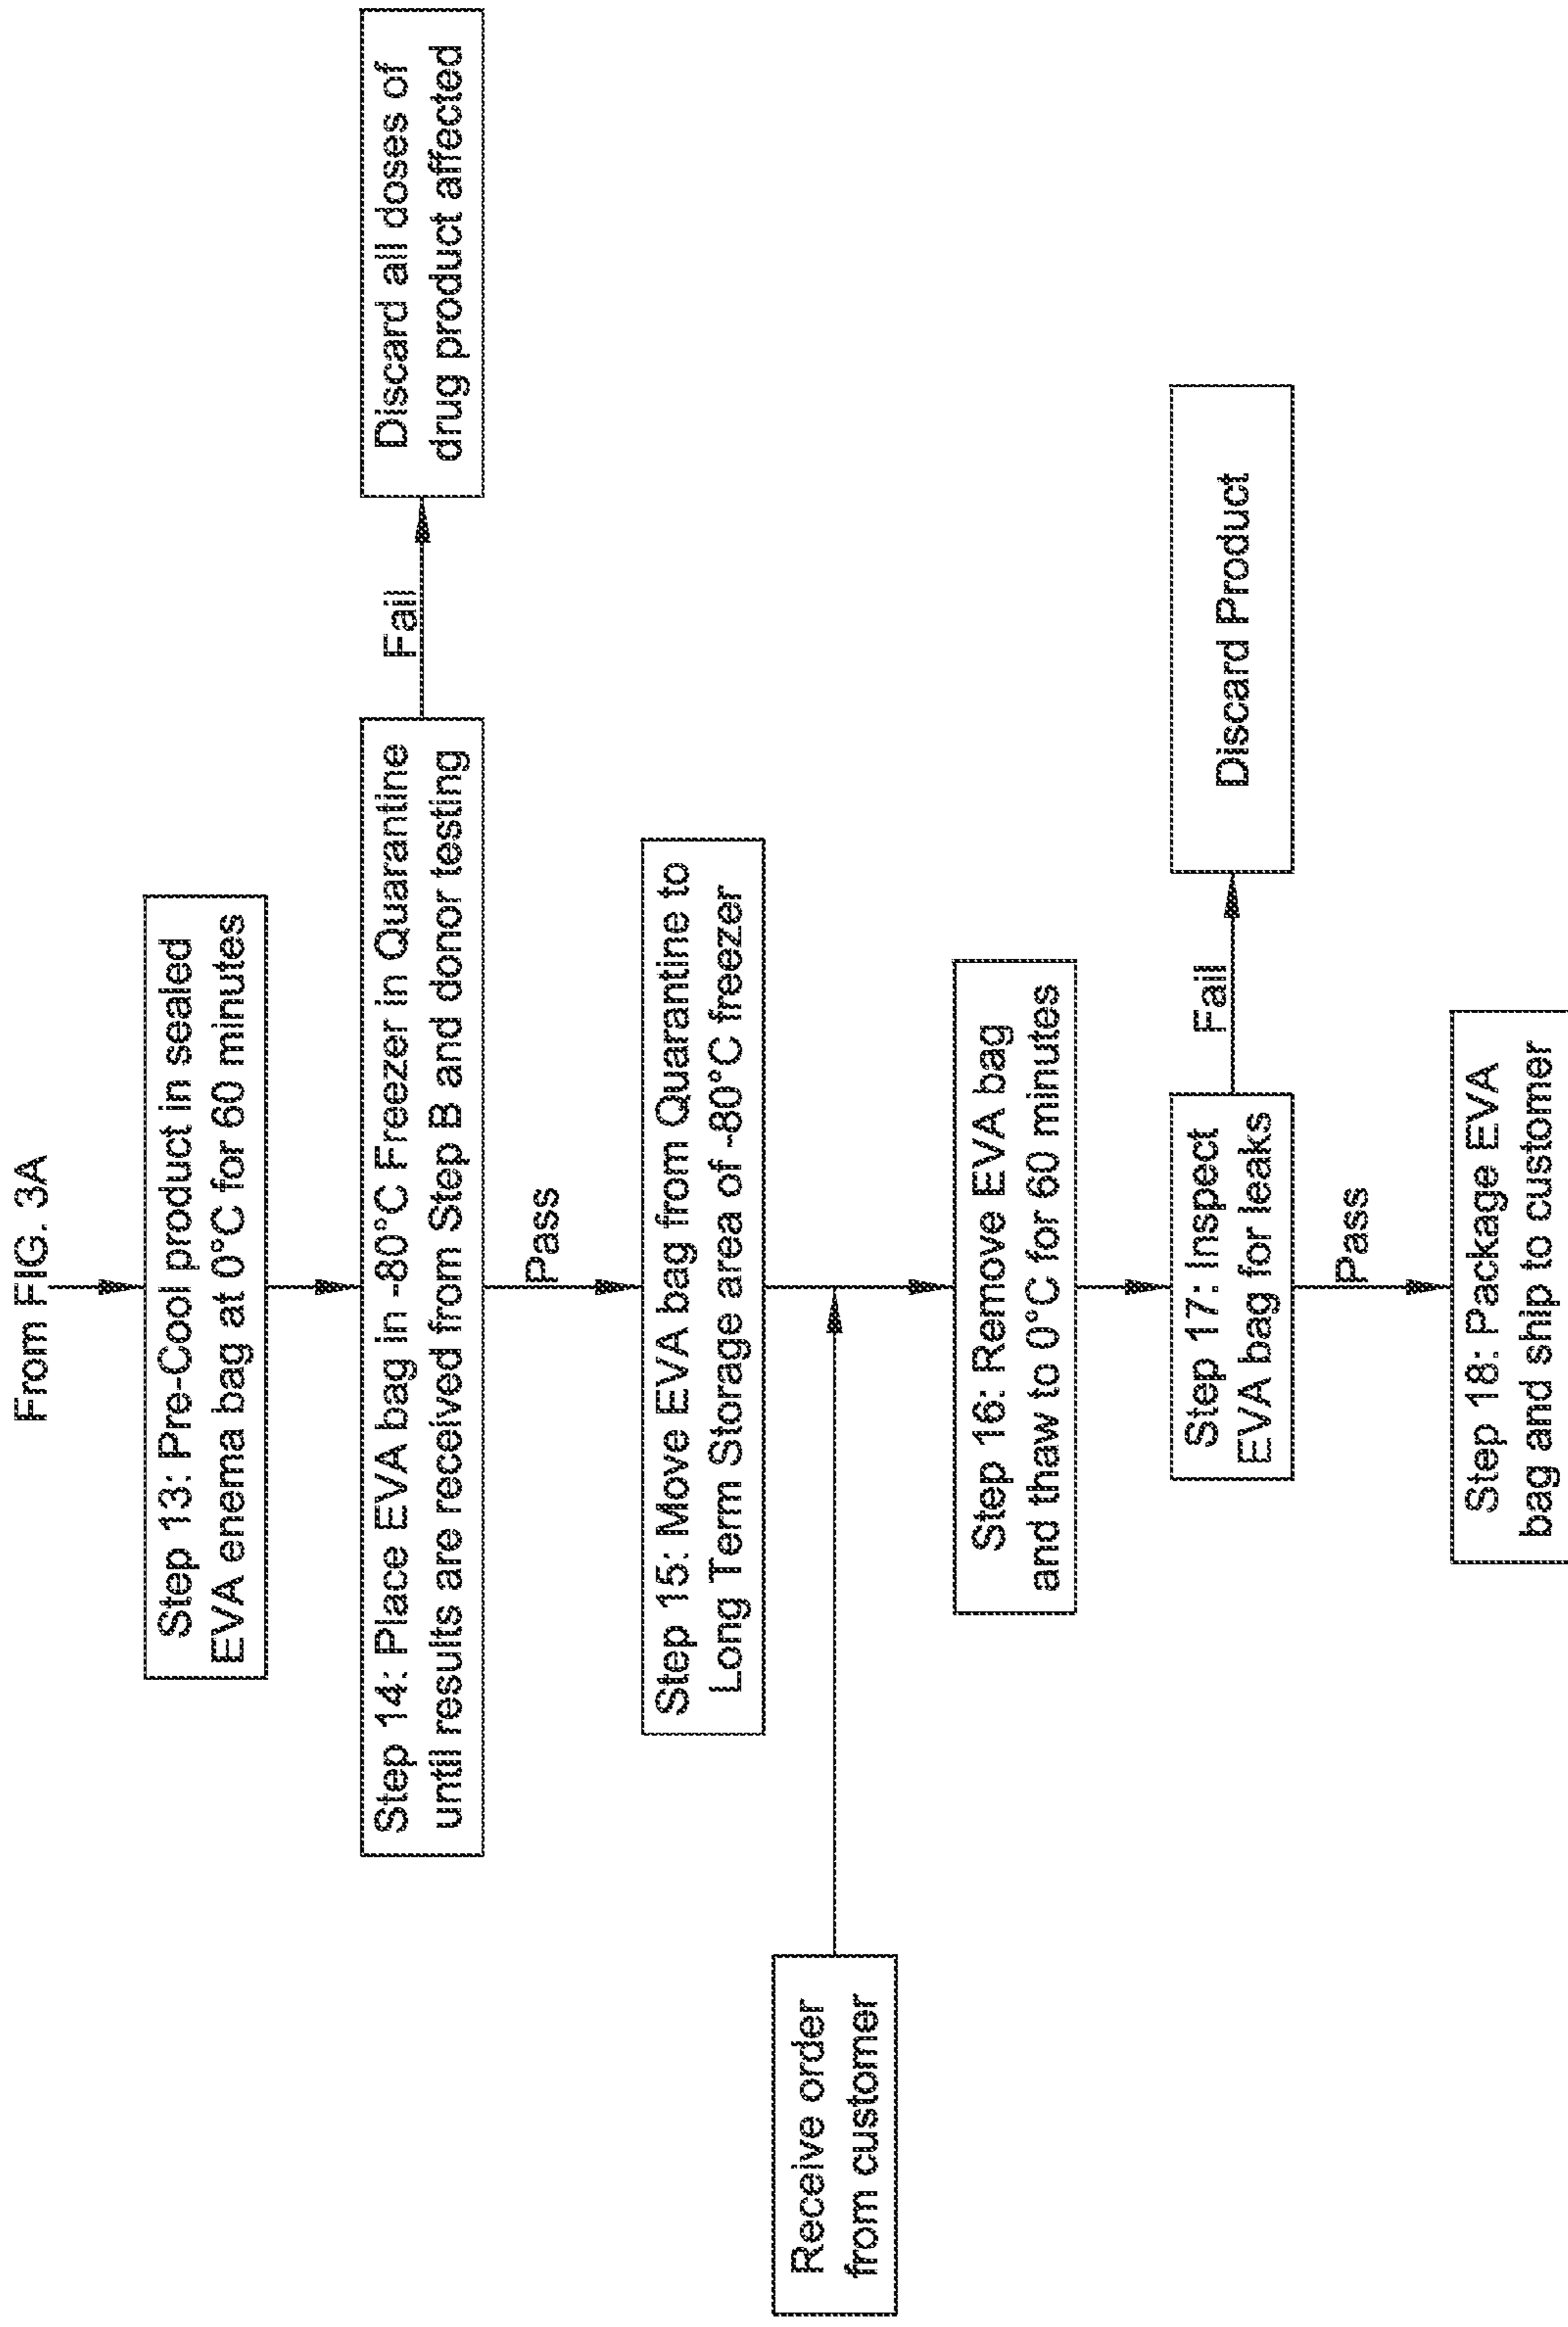 From FIG. 3A
Step 13: Pre-Cool product in sealed
EVA enema bag at 0°C for 60 minutes
Step 14: Place EVA bag in -80°C Freezer in Quarantine
until results are received from Step B and donor testing
Fail
Discard all doses of
drug product affected
Pass
Step 15: Move EVA bag from Quarantine to
Long Term Storage area of -80°C freezer
Receive order
from customer
Step 16: Remove EVA bag
and thaw to 0°C for 60 minutes
Step 17: Inspect
EVA bag for leaks
Fail
Discard Product
Pass
Step 18: Package EVA
bag and ship to customer